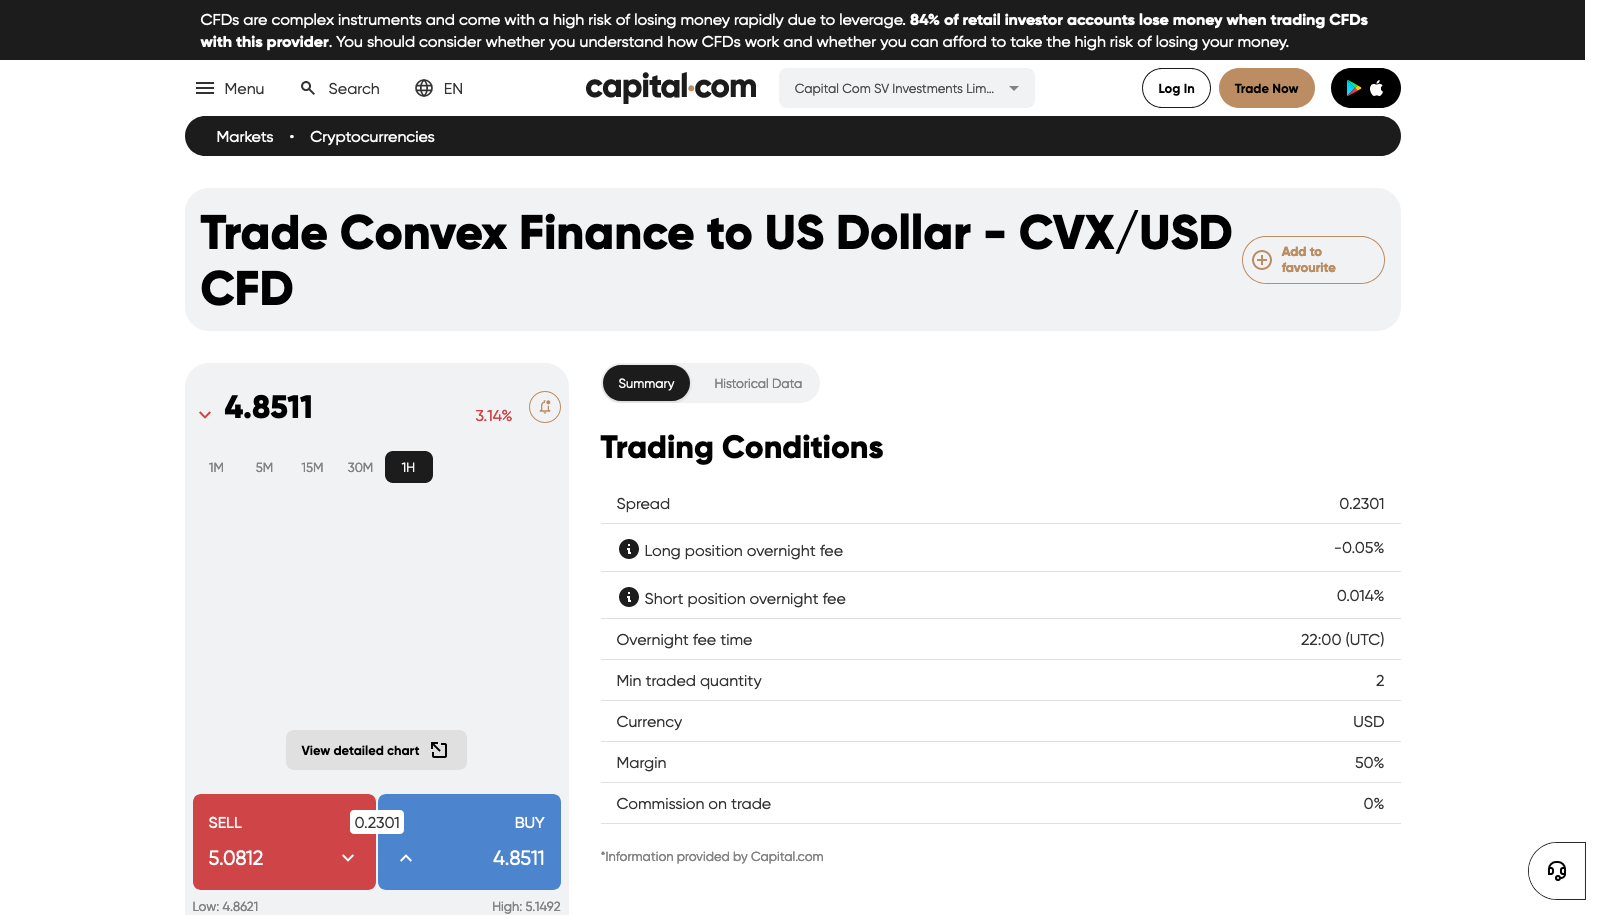 CFDs are complex instruments and come with a high risk of losing money rapidly due to leverage. 84% of retail investor accounts lose money when trading CFDs
with this provider. You should consider whether you understand how CFDs work and whether you can afford to take the high risk of losing your money.
Menu
Search
EN
capital.com
Capital Com SV Investments Lim...
Log In
Trade Now
Markets • Cryptocurrencies
Trade Convex Finance to US Dollar - CVX/USD
CFD
Add to
favourite
4.8511
3.14%
1M 5M 15M 30M 1H
View detailed chart
SELL
0.2301
BUY
5.0812
4.8511
Low: 4.8621
High: 5.1492
Summary
Historical Data
Trading Conditions
Spread 0.2301
Long position overnight fee -0.05%
Short position overnight fee 0.014%
Overnight fee time 22:00 (UTC)
Min traded quantity 2
Currency USD
Margin 50%
Commission on trade 0%
*Information provided by Capital.com